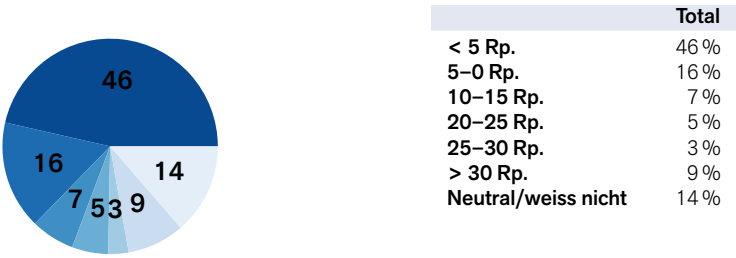 Total
< 5 Rp. 46 %
5–0 Rp. 16 %
10–15 Rp. 7 %
20–25 Rp. 5 %
25–30 Rp. 3 %
> 30 Rp. 9 %
Neutral/weiss nicht 14 %
46
16
7
5
3
9
14